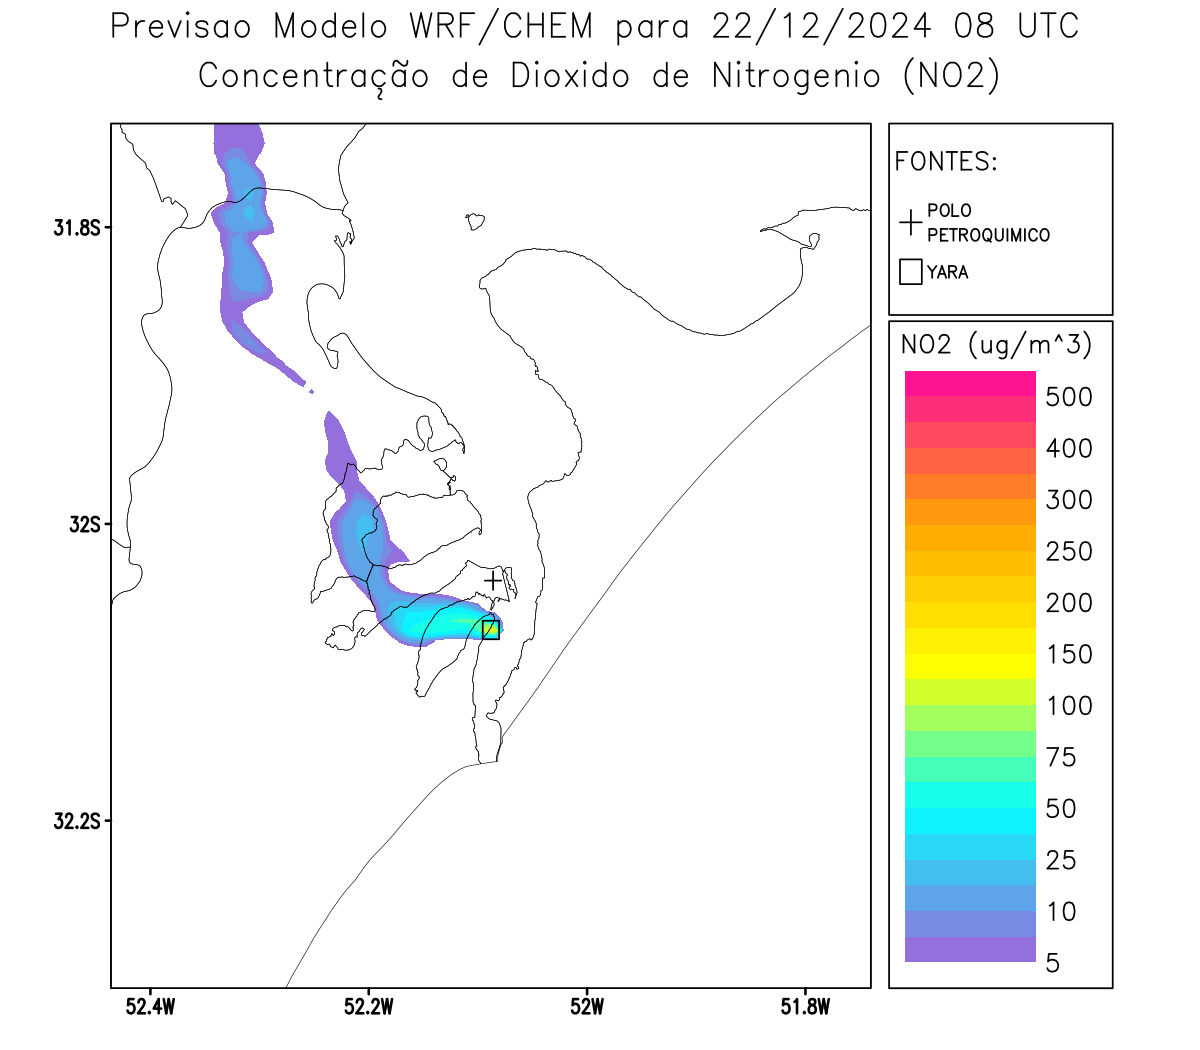 Previsao Modelo WRF/CHEM para 22/12/2024 08 UTC
Concentração de Dioxido de Nitrogenio (NO2)
FONTES:
POLO
PETROQUIMICO
YARA
NO2 (ug/m^3)
500
400
300
250
200
150
100
75
50
25
10
5
31.8S
32S
32.2S
52.4W
52.2W
52W
51.8W